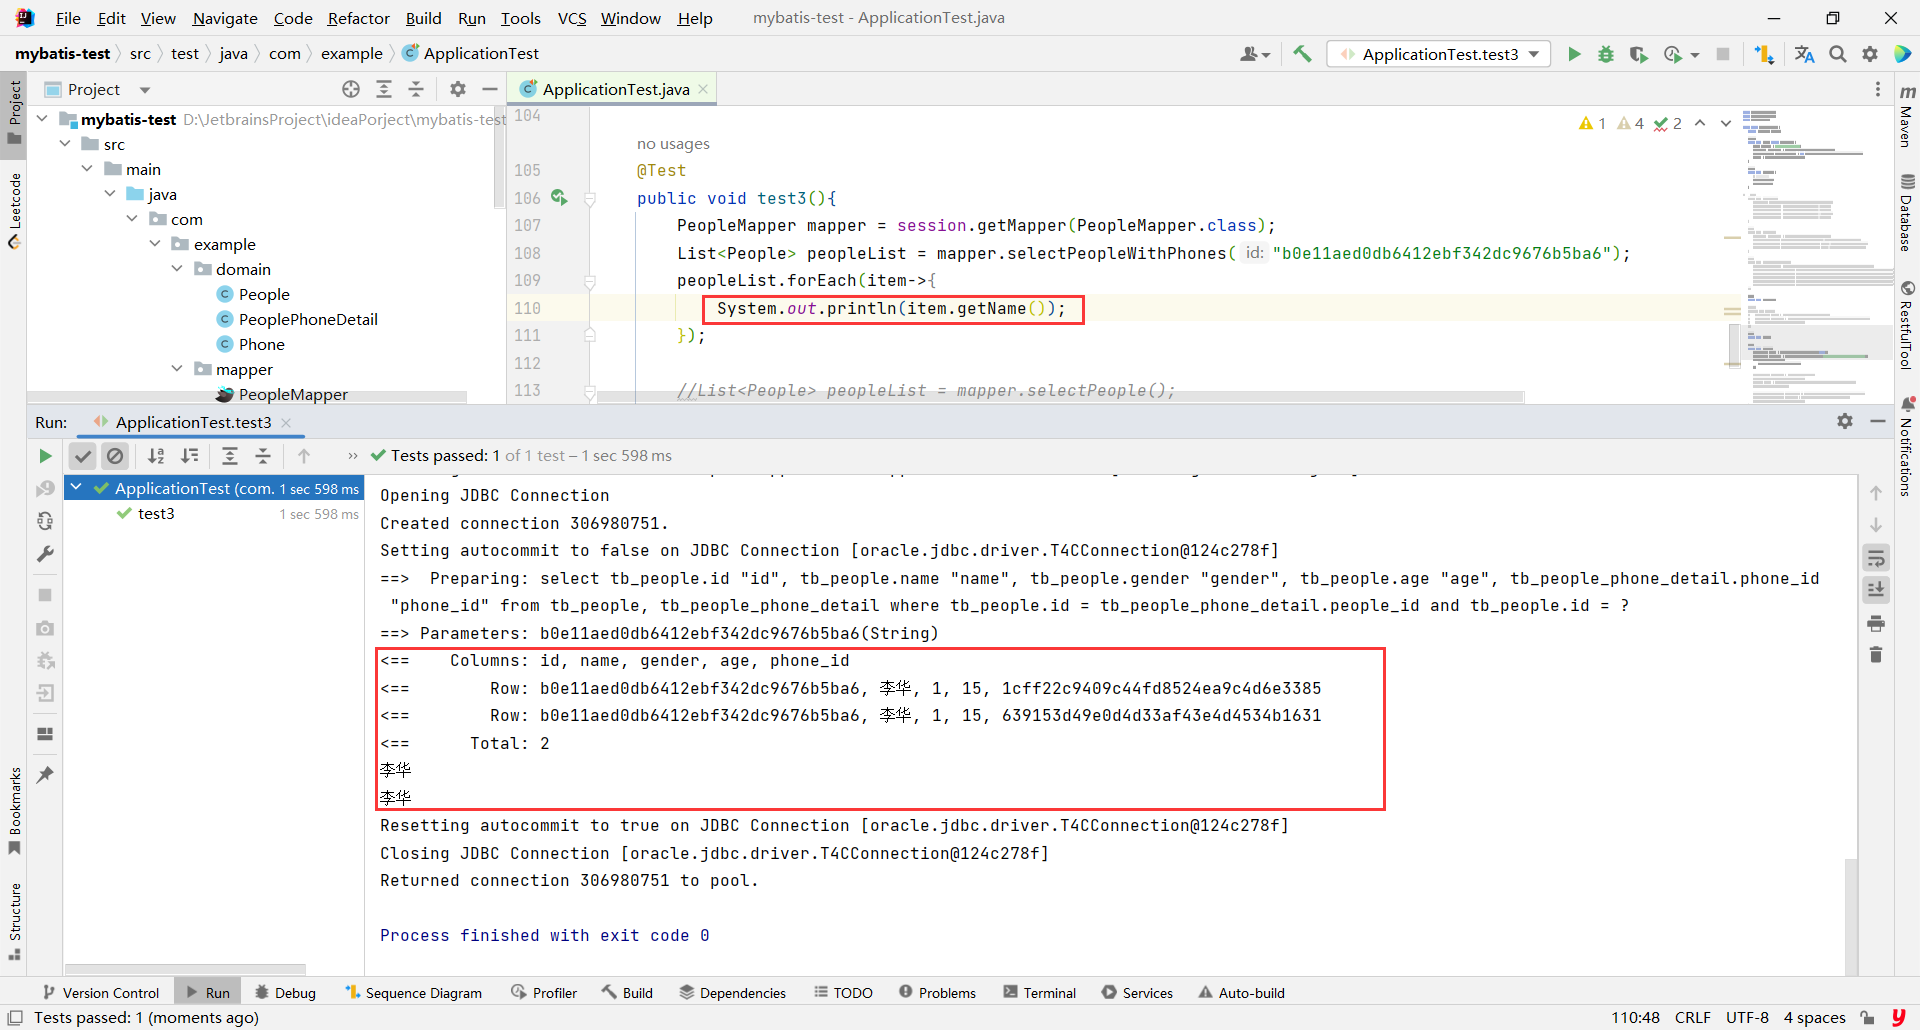 File Edit View Navigate Code Refactor Build Run Tools VCS Window Help mybatis-test - ApplicationTest.java
mybatis-test src test java com example ApplicationTest ApplicationTest.test3
Project
ApplicationTest.java
Project
Leetcode
Bookmarks
Structure
mybatis-test D:\JetbrainsProject\ideaPorject\mybatis-test
src
main
java
com
example
domain
People
PeoplePhoneDetail
Phone
mapper
PeopleMapper
104
no usages
105 @Test
106 public void test3(){
107 PeopleMapper mapper = session.getMapper(PeopleMapper.class);
108 List<People> peopleList = mapper.selectPeopleWithPhones( id: "b0e11aed0db6412ebf342dc9676b5ba6");
109 peopleList.forEach(item->{
110 System.out.println(item.getName());
111 });
112
113 //List<People> peopleList = mapper.selectPeople();
1 4 2
Maven
Database
RestfulTool
Notifications
Run: ApplicationTest.test3
Tests passed: 1 of 1 test – 1 sec 598 ms
ApplicationTest (com. 1 sec 598 ms
test3 1 sec 598 ms
Opening JDBC Connection
Created connection 306980751.
Setting autocommit to false on JDBC Connection [oracle.jdbc.driver.T4CConnection@124c278f]
==>  Preparing: select tb_people.id "id", tb_people.name "name", tb_people.gender "gender", tb_people.age "age", tb_people_phone_detail.phone_id
"phone_id" from tb_people, tb_people_phone_detail where tb_people.id = tb_people_phone_detail.people_id and tb_people.id = ?
==> Parameters: b0e11aed0db6412ebf342dc9676b5ba6(String)
<==    Columns: id, name, gender, age, phone_id
<==        Row: b0e11aed0db6412ebf342dc9676b5ba6, 李华, 1, 15, 1cff22c9409c44fd8524ea9c4d6e3385
<==        Row: b0e11aed0db6412ebf342dc9676b5ba6, 李华, 1, 15, 639153d49e0d4d33af43e4d4534b1631
<==      Total: 2
李华
李华
Resetting autocommit to true on JDBC Connection [oracle.jdbc.driver.T4CConnection@124c278f]
Closing JDBC Connection [oracle.jdbc.driver.T4CConnection@124c278f]
Returned connection 306980751 to pool.
Process finished with exit code 0
Version Control Run Debug Sequence Diagram Profiler Build Dependencies TODO Problems Terminal Services Auto-build
Tests passed: 1 (moments ago) 110:48 CRLF UTF-8 4 spaces